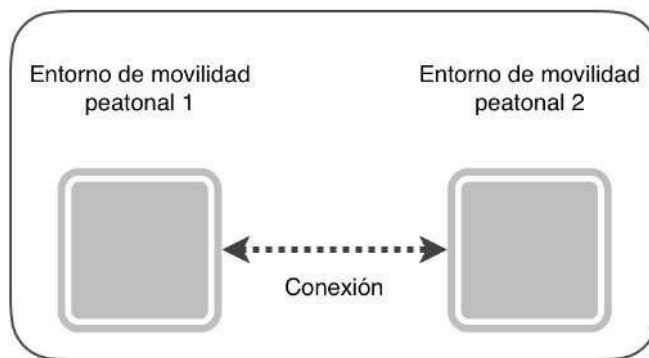 Entorno de movilidad
peatonal 1
Entorno de movilidad
peatonal 2
Conexión